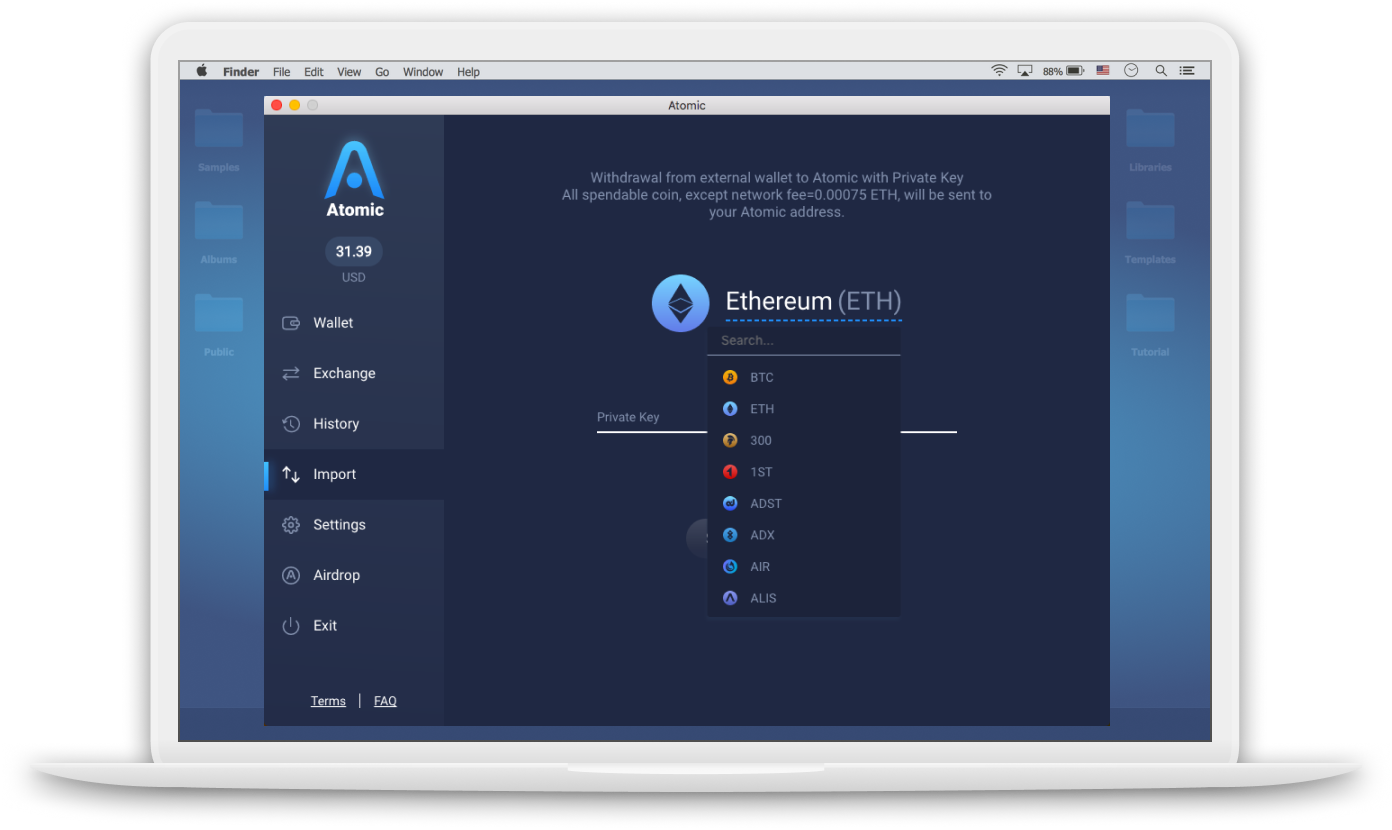 Finder File Edit View Go Window Help
88%
Atomic
Samples
Albums
Public
Libraries
Templates
Tutorial
Atomic
31.39
USD
Wallet
Exchange
History
Import
Settings
Airdrop
Exit
Terms | FAQ
Withdrawal from external wallet to Atomic with Private Key
All spendable coin, except network fee=0.00075 ETH, will be sent to
your Atomic address.
Ethereum (ETH)
Search...
BTC
ETH
300
1ST
ADST
ADX
AIR
ALIS
Private Key